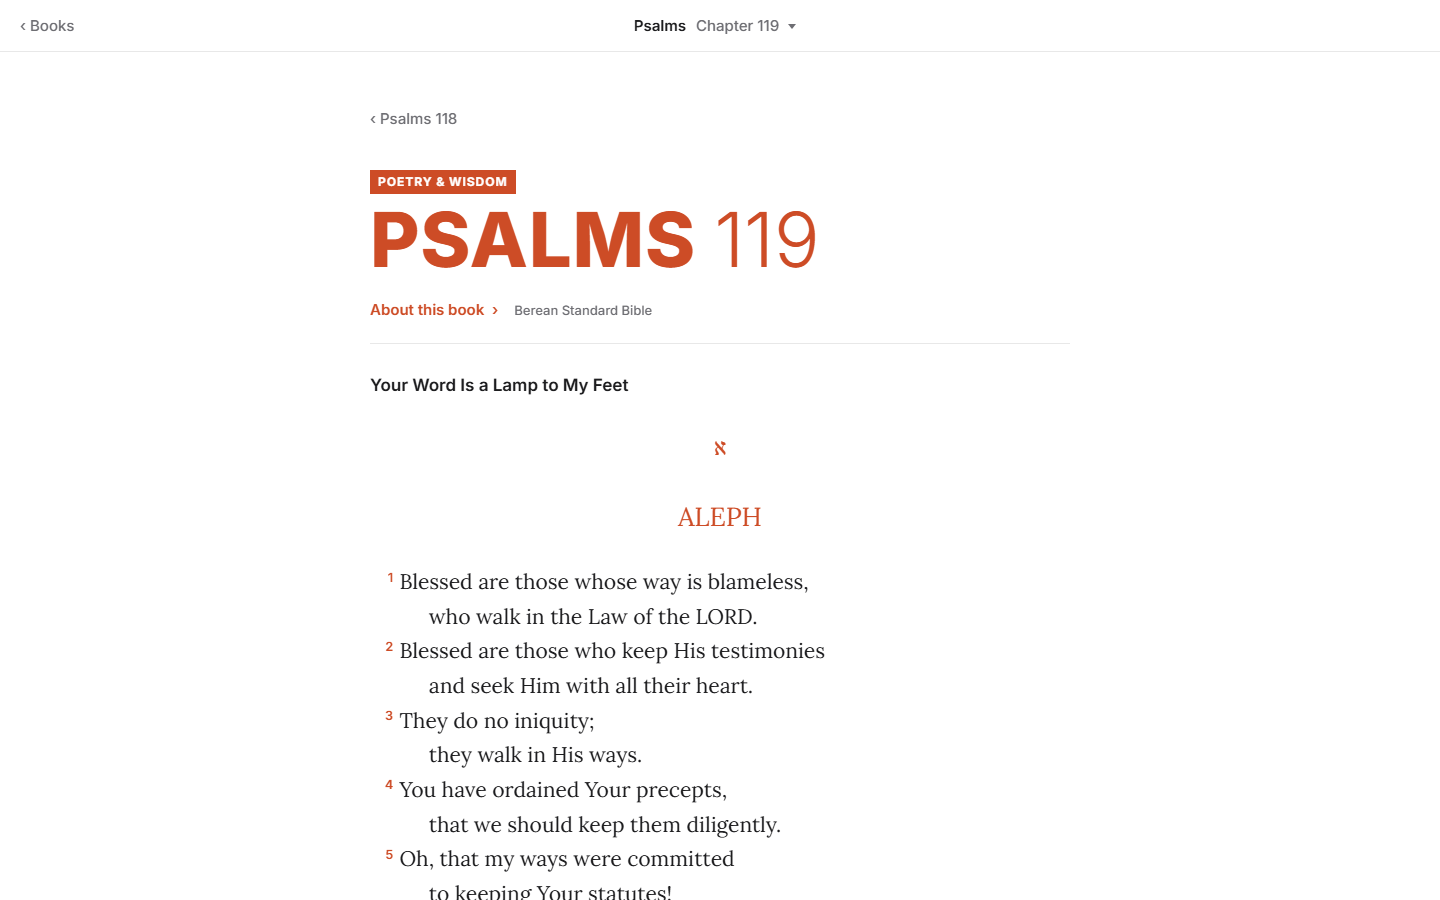 ‹ Books
Psalms Chapter 119
‹ Psalms 118
POETRY & WISDOM
PSALMS 119
About this book › Berean Standard Bible
Your Word Is a Lamp to My Feet
א
ALEPH
1 Blessed are those whose way is blameless,
who walk in the Law of the LORD.
2 Blessed are those who keep His testimonies
and seek Him with all their heart.
3 They do no iniquity;
they walk in His ways.
4 You have ordained Your precepts,
that we should keep them diligently.
5 Oh, that my ways were committed
to keeping Your statutes!